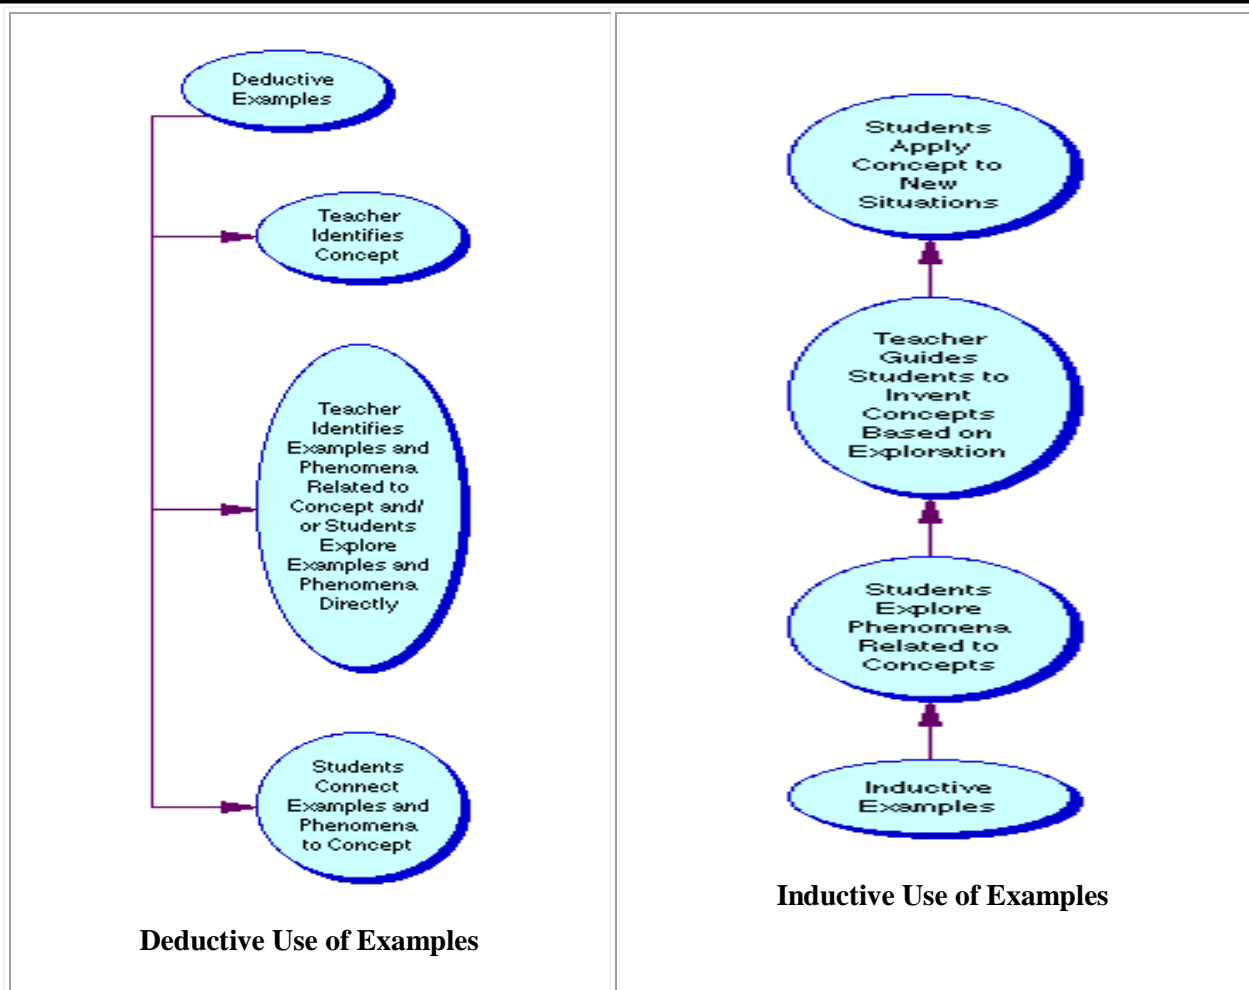 Deductive
Examples
Teacher
Identifies
Concept
Teacher
Identifies
Examples and
Phenomena
Related to
Concept and/
or Students
Explore
Examples and
Phenomena
Directly
Students
Connect
Examples and
Phenomena
to Concept
Deductive Use of Examples
Students
Apply
Concept to
New
Situations
Teacher
Guides
Students to
Invent
Concepts
Based on
Exploration
Students
Explore
Phenomena
Related to
Concepts
Inductive
Examples
Inductive Use of Examples